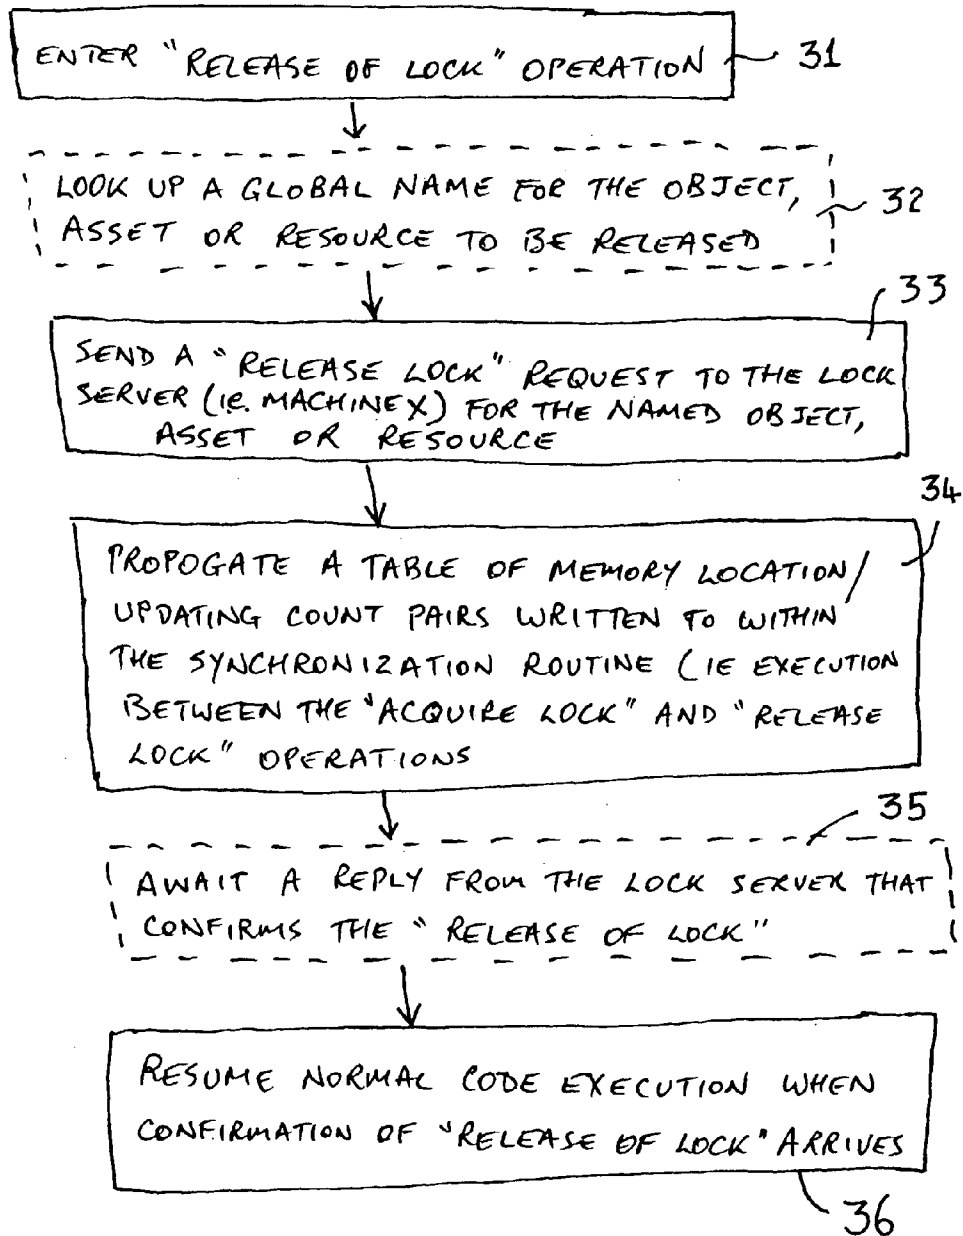 ENTER "RELEASE OF LOCK" OPERATION
31
LOOK UP A GLOBAL NAME FOR THE OBJECT,
ASSET OR RESOURCE TO BE RELEASED
32
33
SEND A "RELEASE LOCK" REQUEST TO THE LOCK
SERVER (IE. MACHINE X) FOR THE NAMED OBJECT,
ASSET OR RESOURCE
34
PROPOGATE A TABLE OF MEMORY LOCATION/
UPDATING COUNT PAIRS WRITTEN TO WITHIN
THE SYNCHRONIZATION ROUTINE (IE EXECUTION
BETWEEN THE "ACQUIRE LOCK" AND "RELEASE
LOCK" OPERATIONS
35
AWAIT A REPLY FROM THE LOCK SERVER THAT
CONFIRMS THE "RELEASE OF LOCK"
RESUME NORMAL CODE EXECUTION WHEN
CONFIRMATION OF "RELEASE OF LOCK" ARRIVES
36